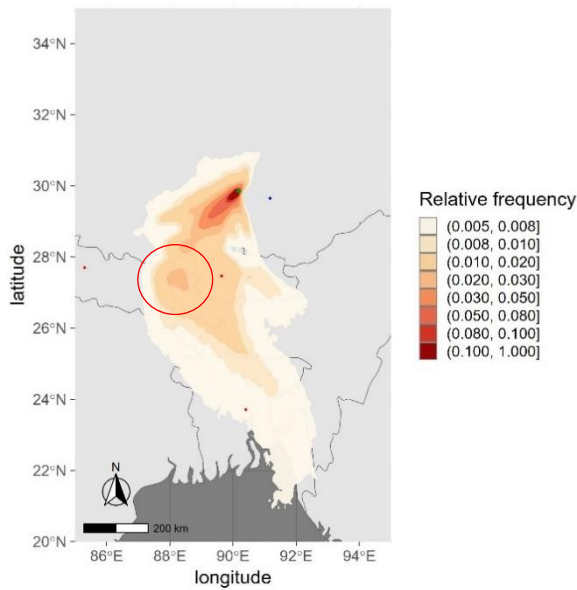 34°N
32°N
30°N
28°N
26°N
24°N
22°N
20°N
latitude
N
200 km
86°E 88°E 90°E 92°E 94°E
longitude
Relative frequency
(0.005, 0.008]
(0.008, 0.010]
(0.010, 0.020]
(0.020, 0.030]
(0.030, 0.050]
(0.050, 0.080]
(0.080, 0.100]
(0.100, 1.000]